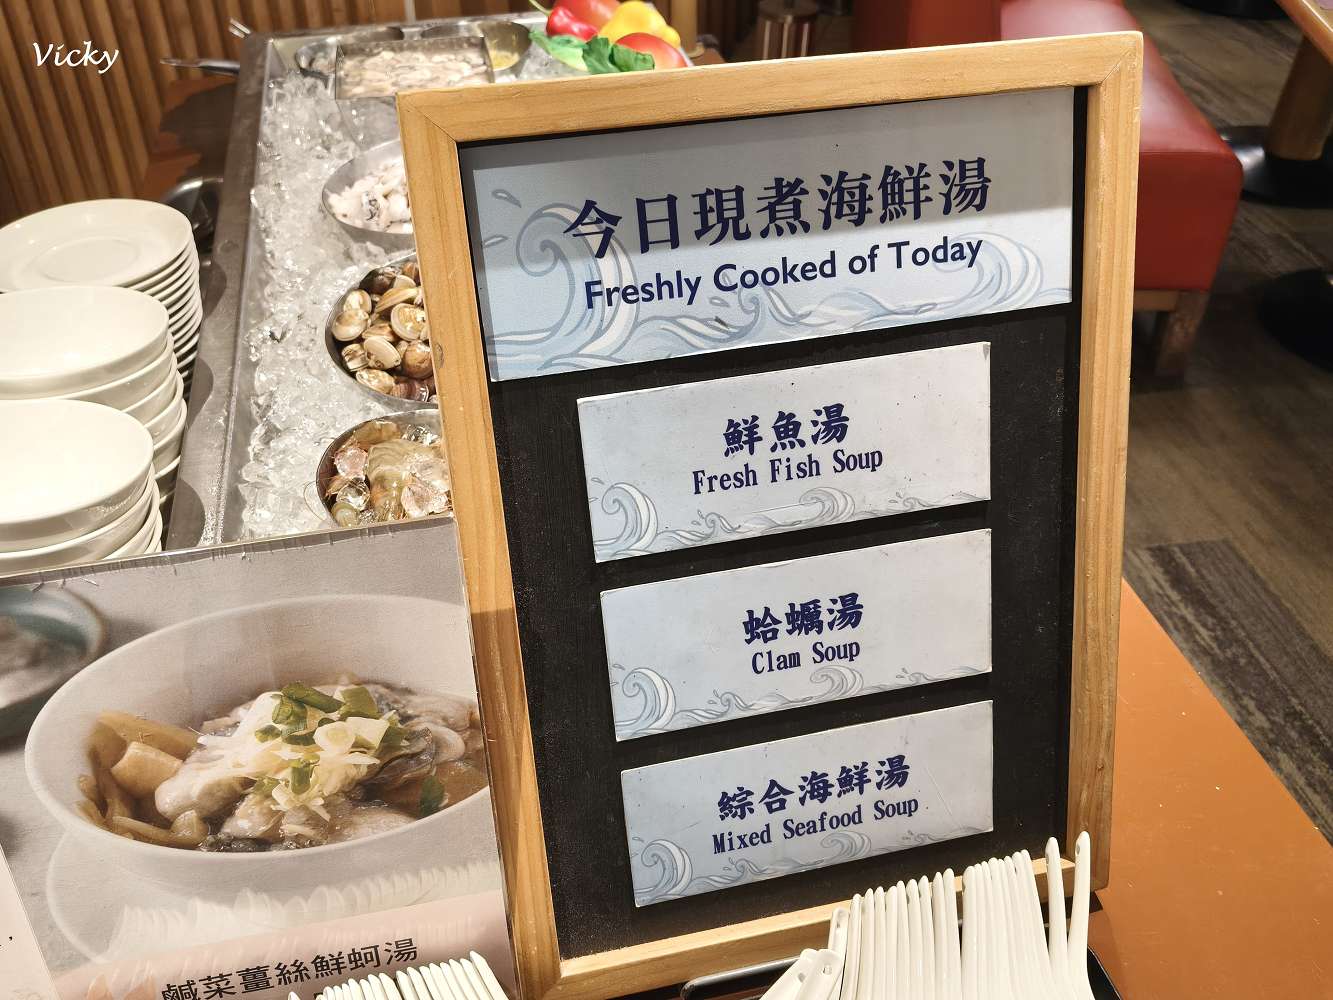 Vicky
今日現煮海鮮湯
Freshly Cooked of Today
鮮魚湯
Fresh Fish Soup
蛤蠣湯
Clam Soup
綜合海鮮湯
Mixed Seafood Soup
鹹菜薑絲鮮蚵湯